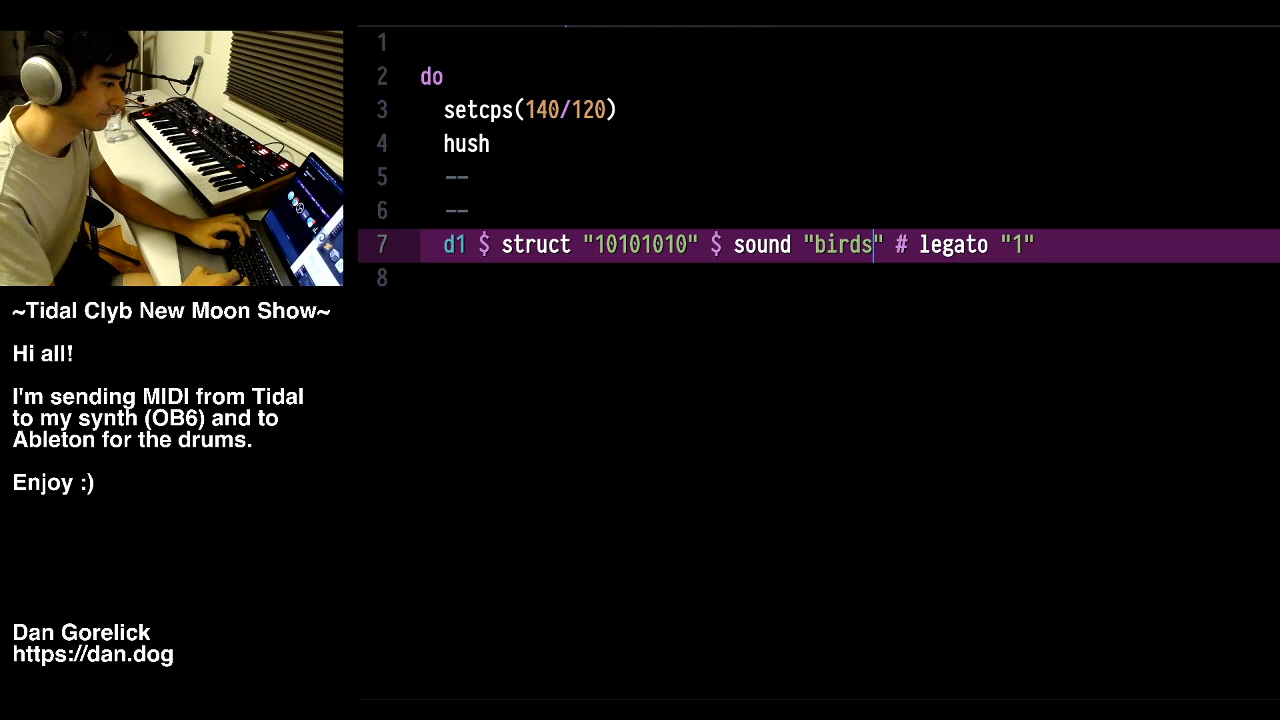 ~Tidal Clyb New Moon Show~
Hi all!
I'm sending MIDI from Tidal
to my synth (OB6) and to
Ableton for the drums.
Enjoy :)
Dan Gorelick
https://dan.dog
1
2 do
3 setcps(140/120)
4 hush
5 --
6 --
7 d1 $ struct "10101010" $ sound "birds" # legato "1"
8